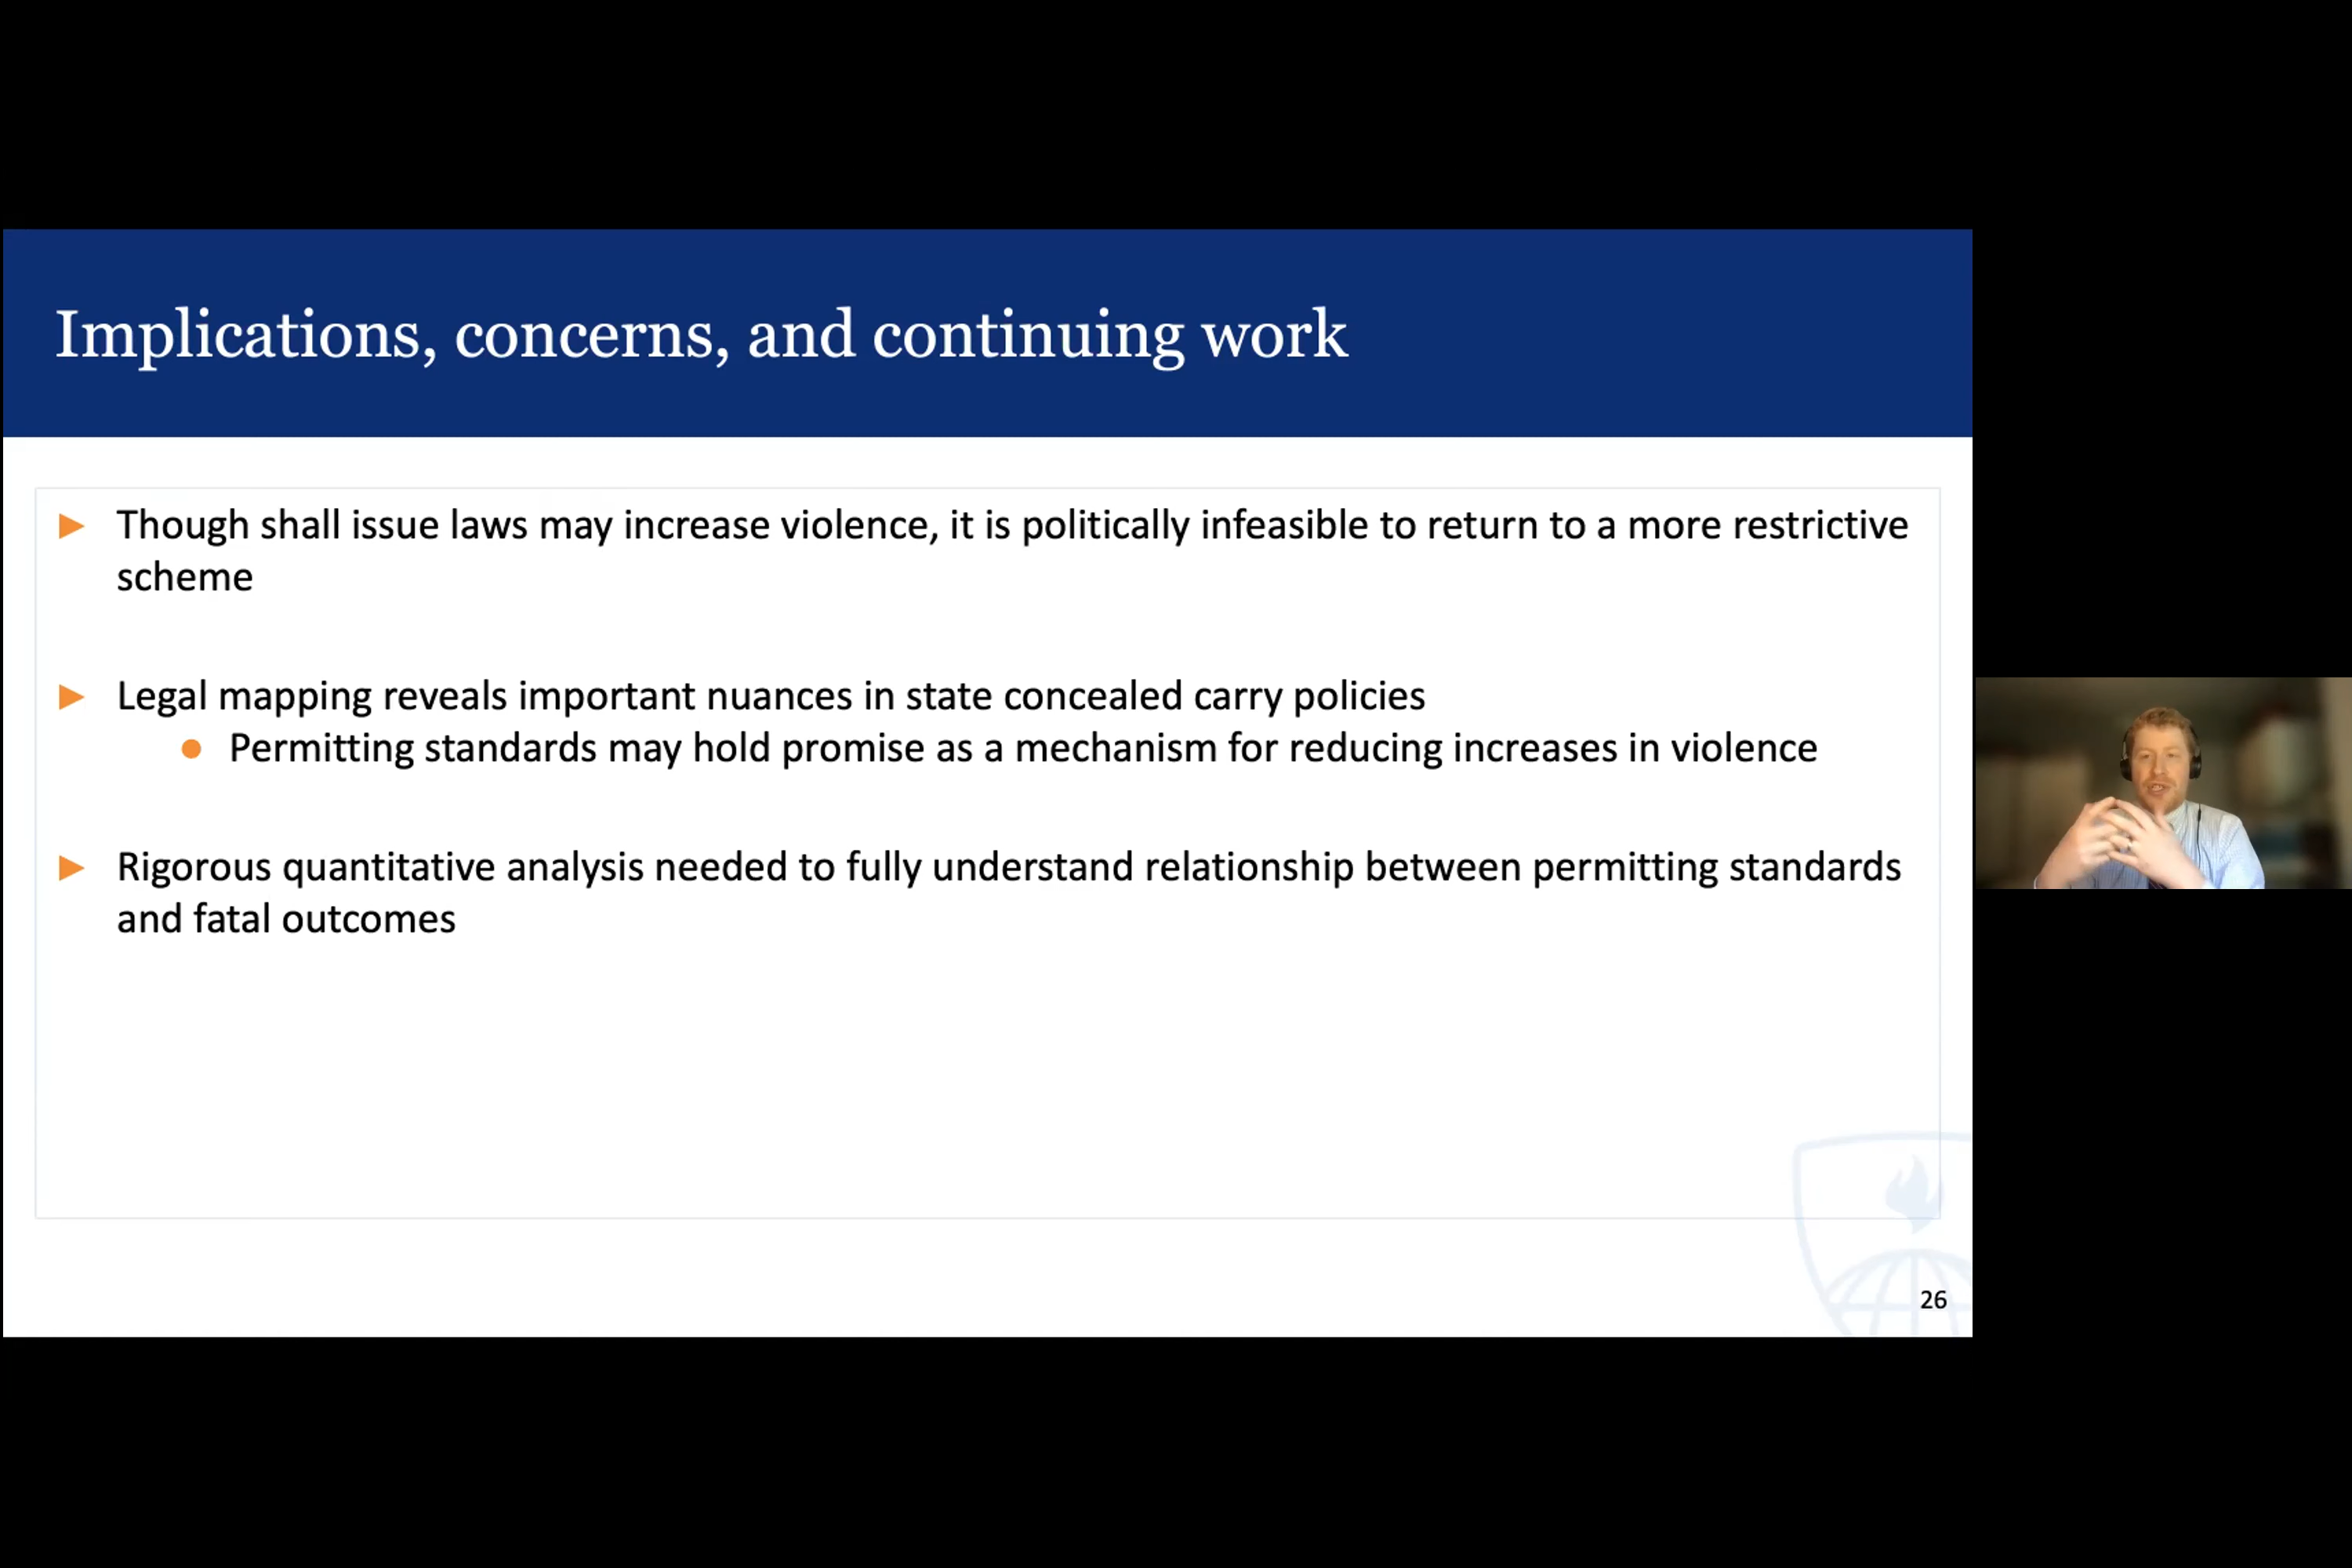 Implications, concerns, and continuing work
Though shall issue laws may increase violence, it is politically infeasible to return to a more restrictive
scheme
Legal mapping reveals important nuances in state concealed carry policies
Permitting standards may hold promise as a mechanism for reducing increases in violence
Rigorous quantitative analysis needed to fully understand relationship between permitting standards
and fatal outcomes
26